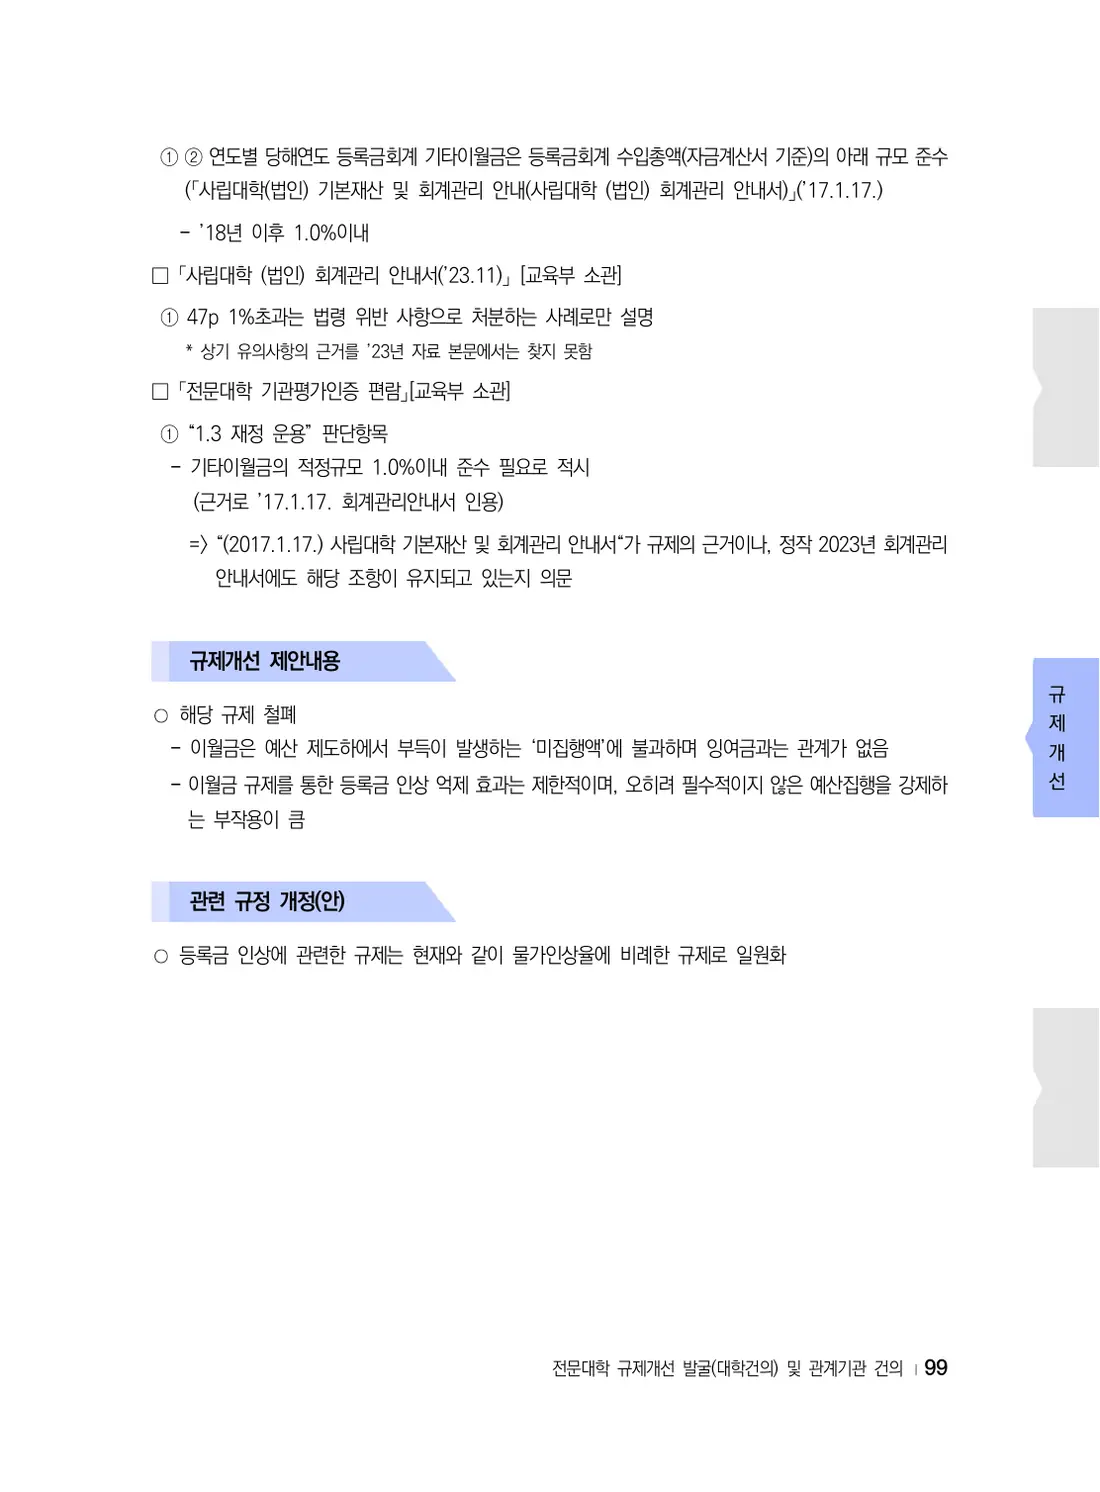 ① ② 연도별 당해연도 등록금회계 기타이월금은 등록금회계 수입총액(자금계산서 기준)의 아래 규모 준수
(「사립대학(법인) 기본재산 및 회계관리 안내(사립대학 (법인) 회계관리 안내서)」(’17.1.17.)
- ’18년 이후 1.0%이내
□ 「사립대학 (법인) 회계관리 안내서(’23.11)」 [교육부 소관]
① 47p 1%초과는 법령 위반 사항으로 처분하는 사례로만 설명
* 상기 유의사항의 근거를 ’23년 자료 본문에서는 찾지 못함
□ 「전문대학 기관평가인증 편람」[교육부 소관]
① “1.3 재정 운용” 판단항목
- 기타이월금의 적정규모 1.0%이내 준수 필요로 적시
(근거로 ’17.1.17. 회계관리안내서 인용)
=> “(2017.1.17.) 사립대학 기본재산 및 회계관리 안내서“가 규제의 근거이나, 정작 2023년 회계관리
안내서에도 해당 조항이 유지되고 있는지 의문
규제개선 제안내용
○ 해당 규제 철폐
- 이월금은 예산 제도하에서 부득이 발생하는 ‘미집행액’에 불과하며 잉여금과는 관계가 없음
- 이월금 규제를 통한 등록금 인상 억제 효과는 제한적이며, 오히려 필수적이지 않은 예산집행을 강제하
는 부작용이 큼
관련 규정 개정(안)
○ 등록금 인상에 관련한 규제는 현재와 같이 물가인상율에 비례한 규제로 일원화
규
제
개
선
전문대학 규제개선 발굴(대학건의) 및 관계기관 건의 | 99